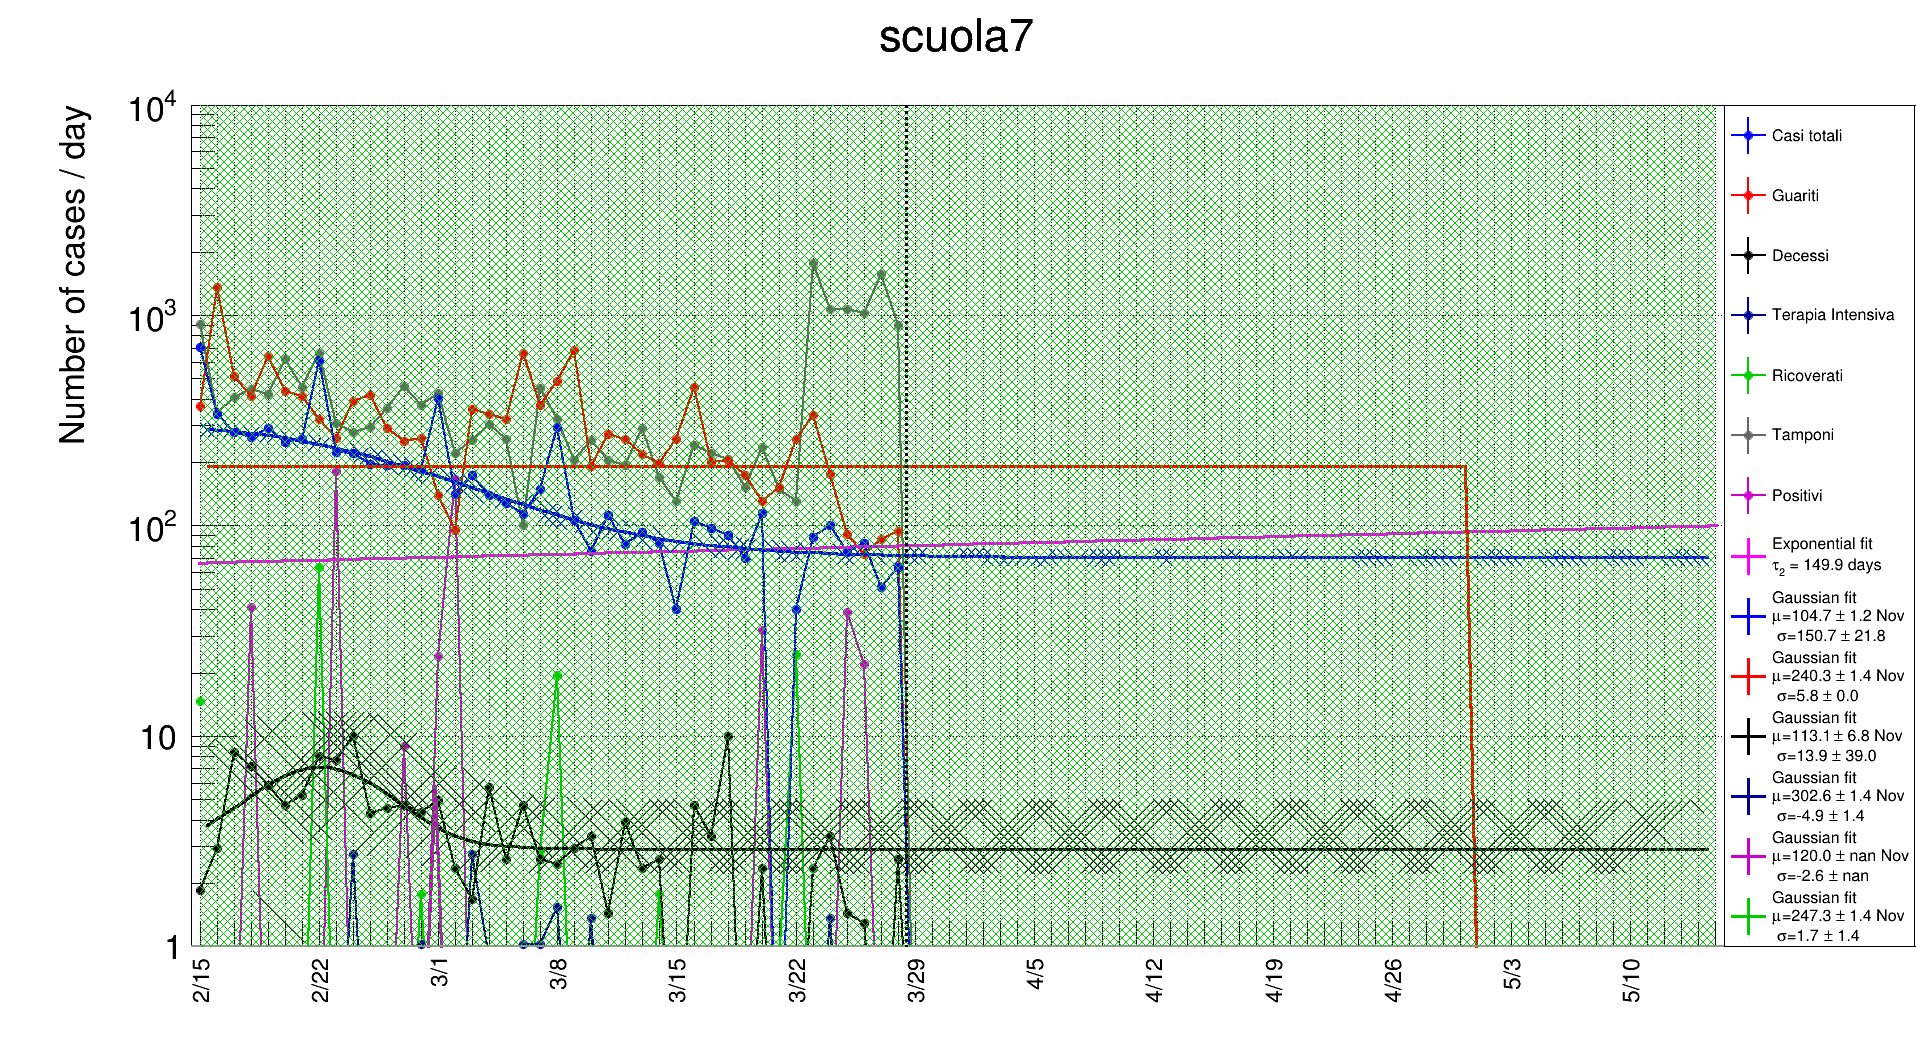 scuola7
Number of cases / day
10⁴
10³
10²
10
1
2/15
2/22
3/1
3/8
3/15
3/22
3/29
4/5
4/12
4/19
4/26
5/3
5/10
Casi totali
Guariti
Decessi
Terapia Intensiva
Ricoverati
Tamponi
Positivi
Exponential fit
τ₂ = 149.9 days
Gaussian fit
μ=104.7 ± 1.2 Nov
σ=150.7 ± 21.8
Gaussian fit
μ=240.3 ± 1.4 Nov
σ=5.8 ± 0.0
Gaussian fit
μ=113.1 ± 6.8 Nov
σ=13.9 ± 39.0
Gaussian fit
μ=302.6 ± 1.4 Nov
σ=-4.9 ± 1.4
Gaussian fit
μ=120.0 ± nan Nov
σ=-2.6 ± nan
Gaussian fit
μ=247.3 ± 1.4 Nov
σ=1.7 ± 1.4